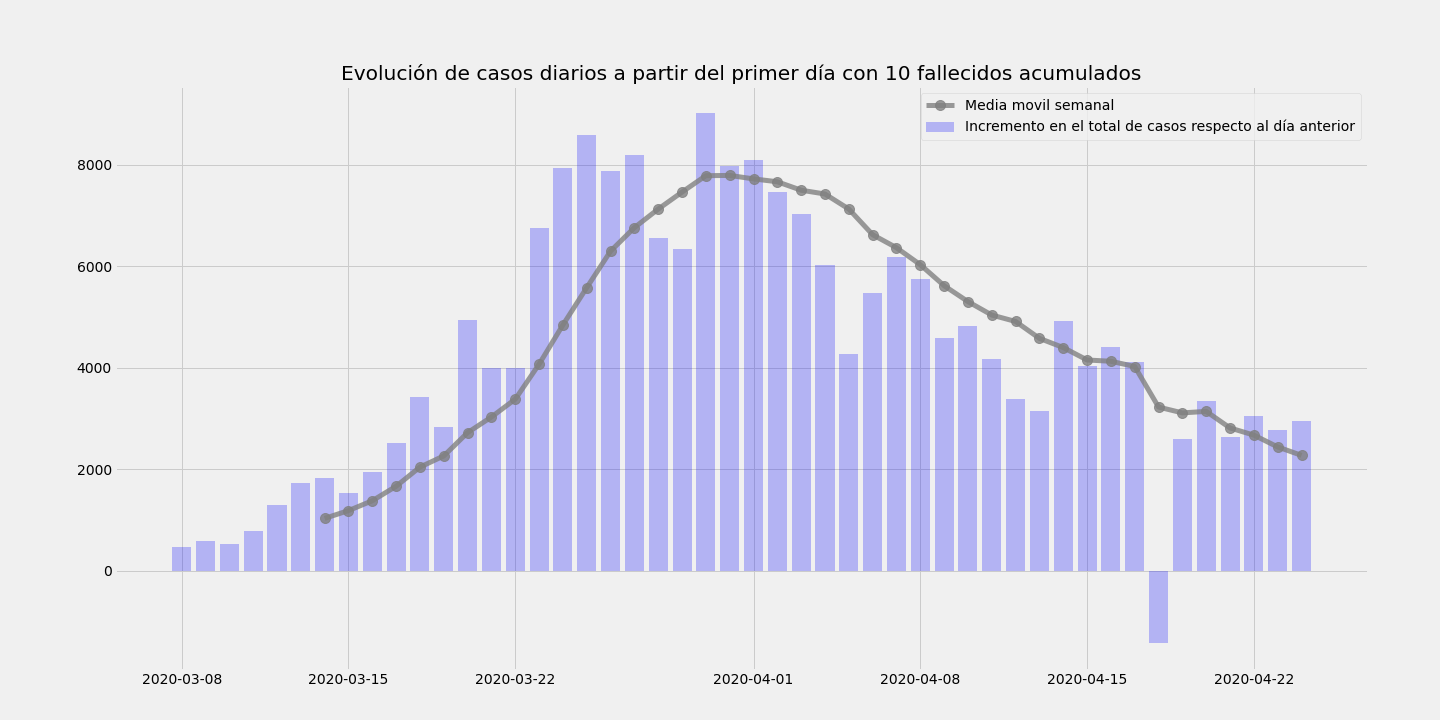 Evolución de casos diarios a partir del primer día con 10 fallecidos acumulados
Media movil semanal
Incremento en el total de casos respecto al día anterior
8000
6000
4000
2000
0
2020-03-08 2020-03-15 2020-03-22 2020-04-01 2020-04-08 2020-04-15 2020-04-22